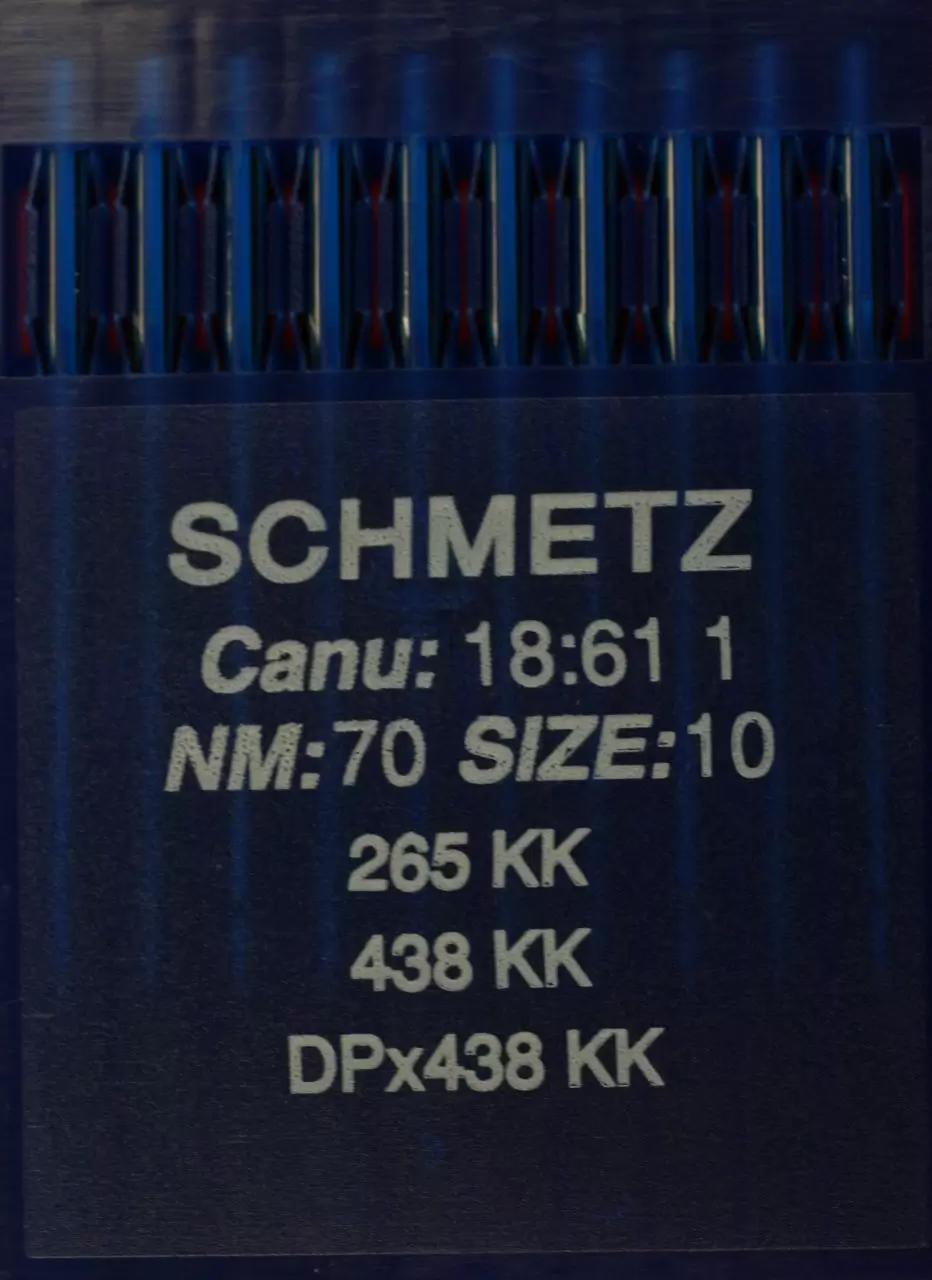 SCHMETZ
Canu: 18:61 1
NM:70 SIZE:10
265 KK
438 KK
DPx438 KK